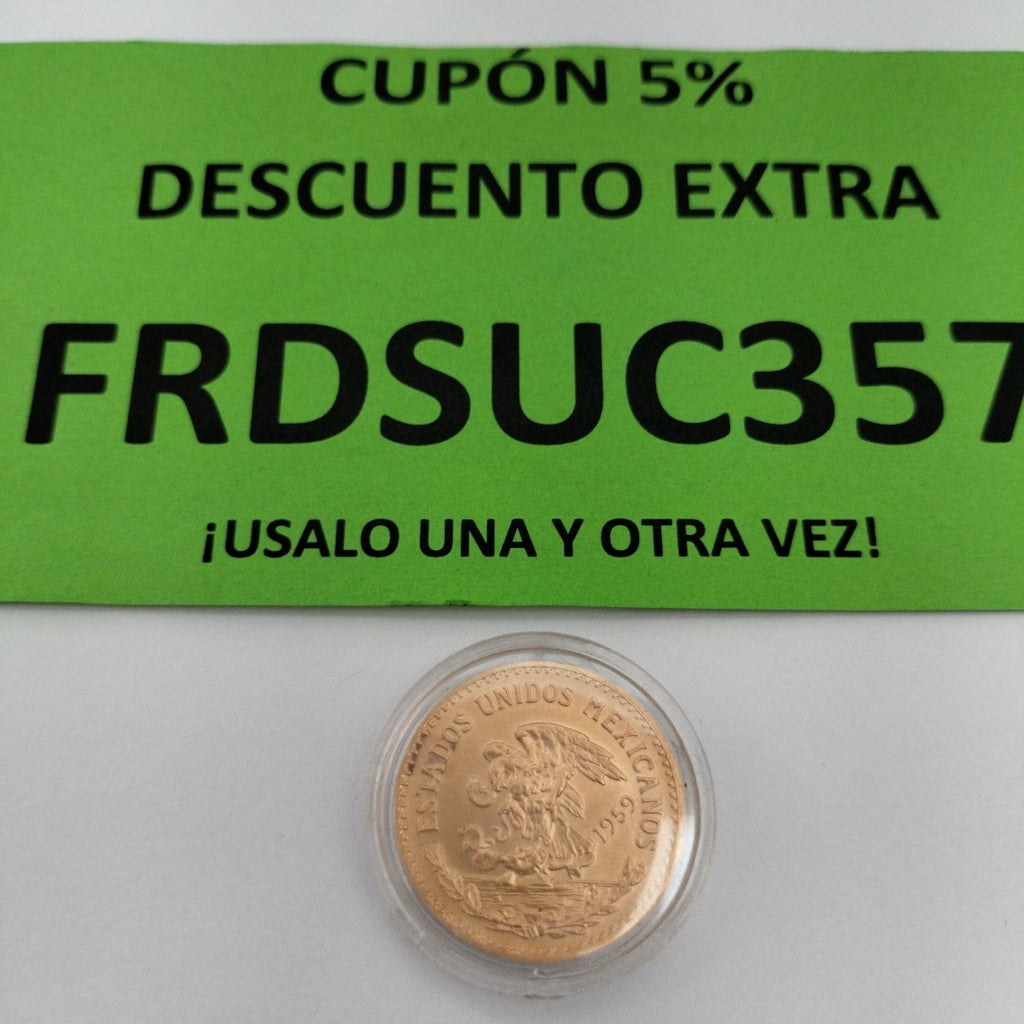 CUPÓN 5%
DESCUENTO EXTRA
FRDSUC357
¡USALO UNA Y OTRA VEZ!
ESTADOS UNIDOS MEXICANOS
1959